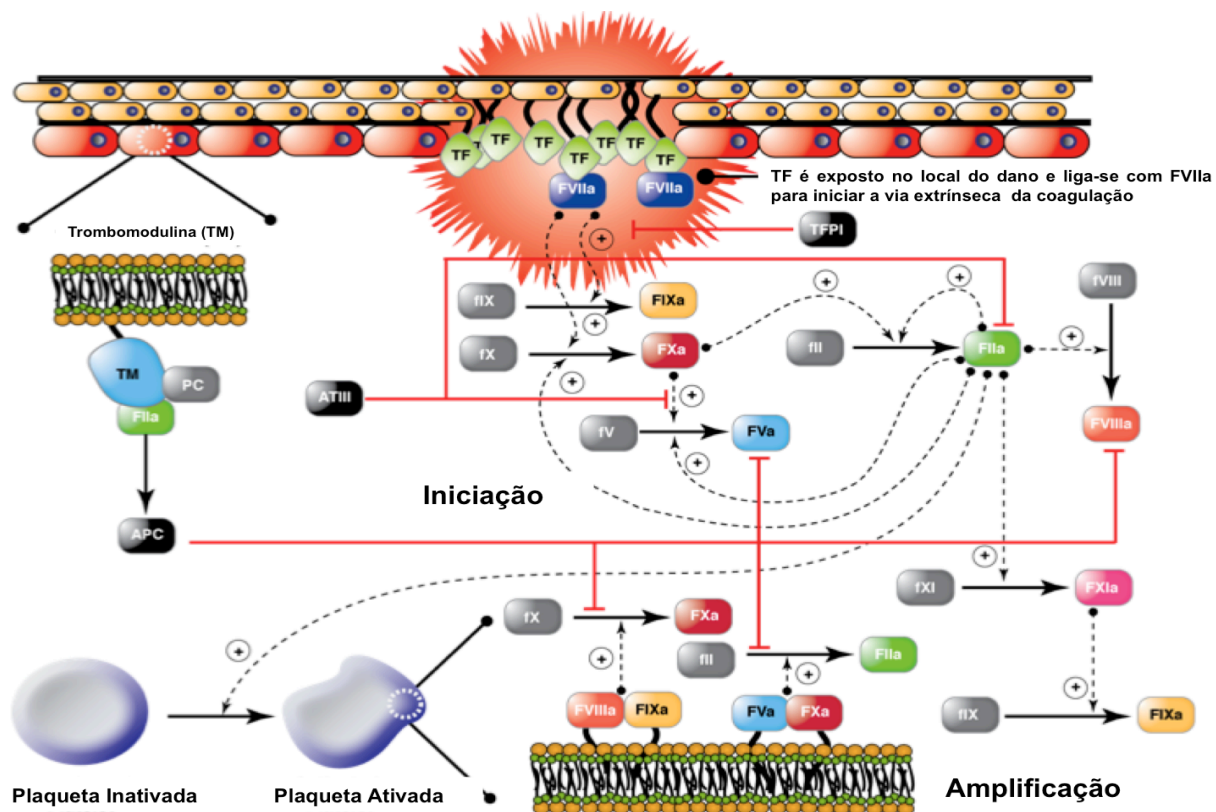 TF
TF
TF
TF
TF
TF
TF
TF
FVIIa
FVIIa
TF é exposto no local do dano e liga-se com FVIIa
para iniciar a via extrínseca da coagulação
Trombomodulina (TM)
+
TFPI
fIX
FIXa
+
fVIII
+
fX
FXa
+
fII
+
FIIa
+
TM
PC
FIIa
ATIII
+
+
fV
FVa
+
FVIIIa
Iniciação
APC
+
fXI
FXIa
fX
FXa
+
fII
FIIa
+
+
FVIIIa
FIXa
FVa
FXa
+
fIX
FIXa
Plaqueta Inativada
Plaqueta Ativada
Amplificação